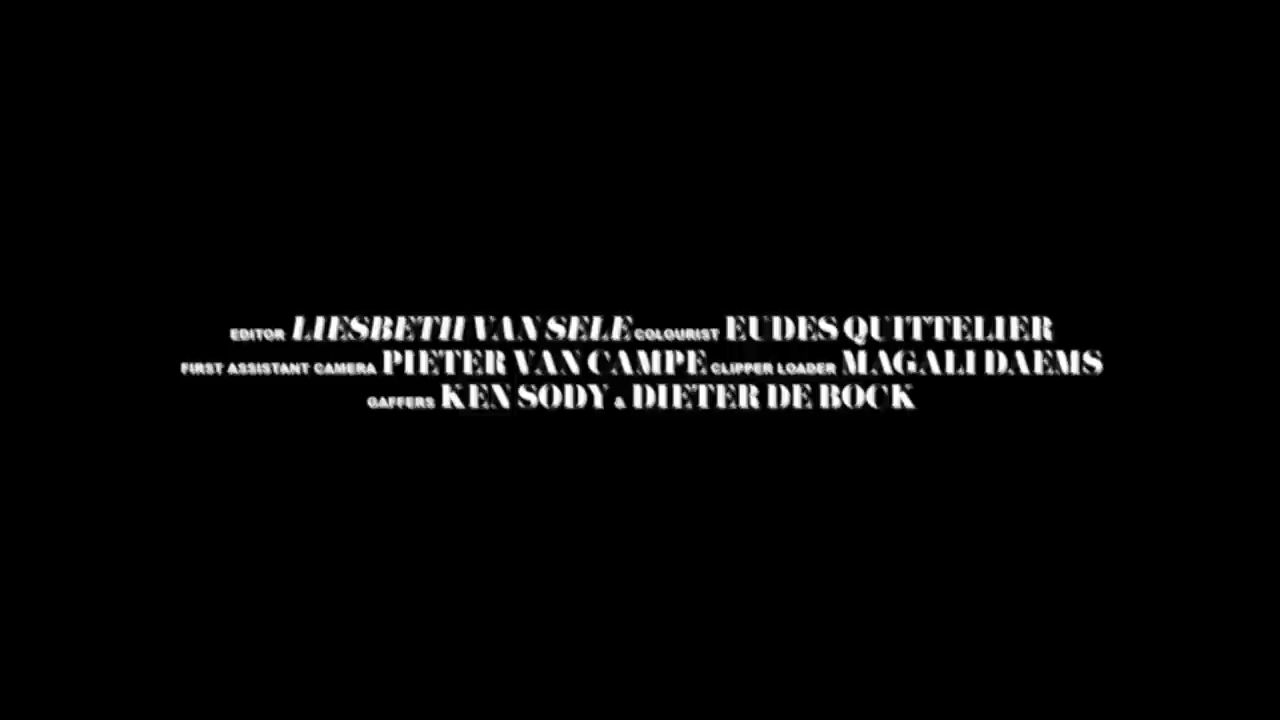 EDITOR LIESBETH VAN SELE COLOURIST EUDES QUITTELIER
FIRST ASSISTANT CAMERA PIETER VAN CAMPE CLIPPER LOADER MAGALI DAEMS
GAFFERS KEN SODY & DIETER DE BOCK